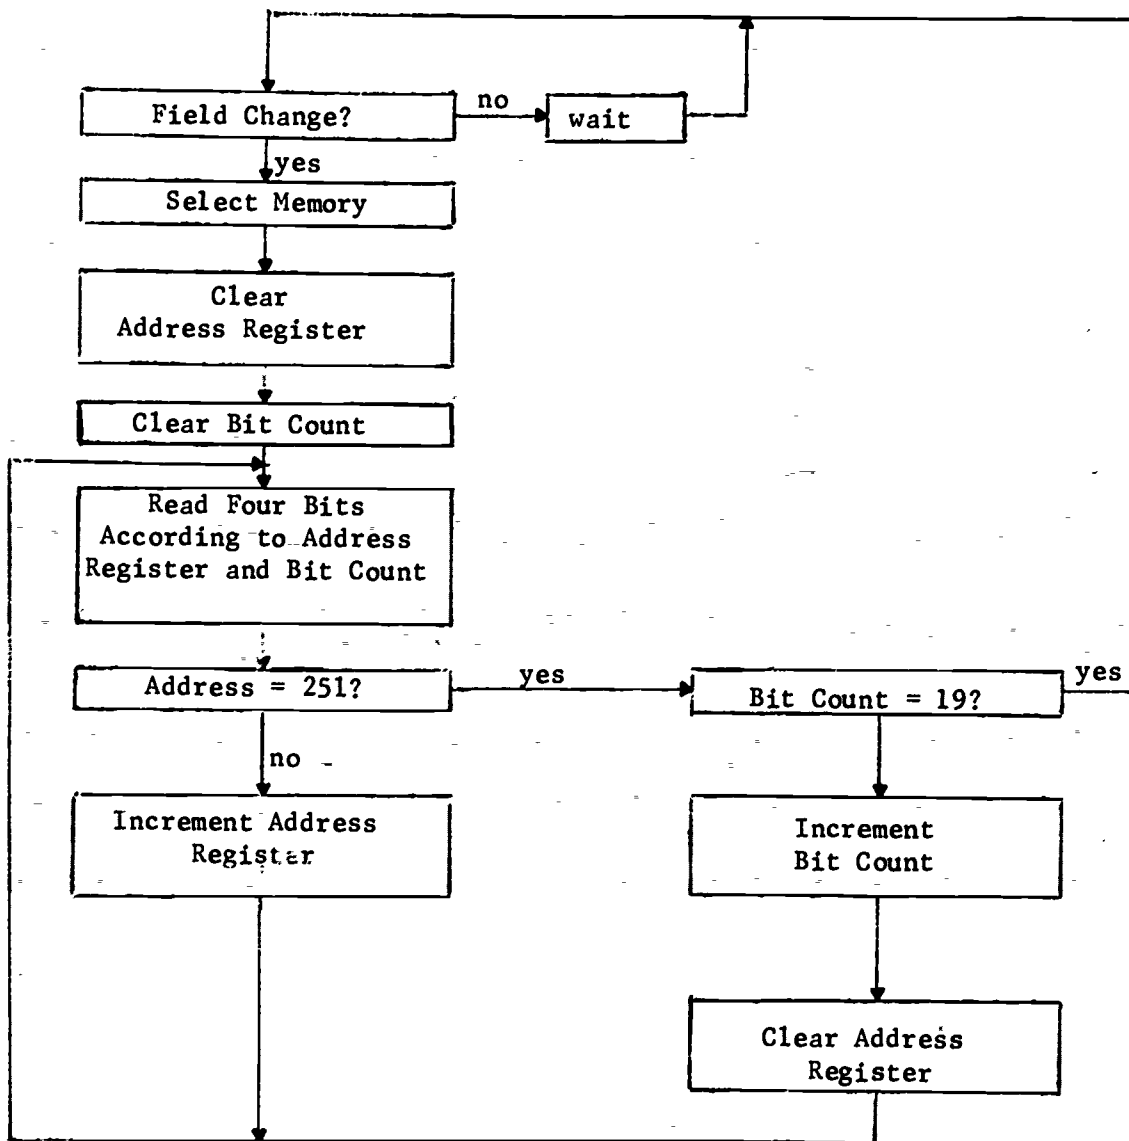 Field Change?
no
wait
yes
Select Memory
Clear
Address Register
Clear Bit Count
Read Four Bits
According to Address
Register and Bit Count
Address = 251?
yes
Bit Count = 19?
yes
no
Increment Address
Register
Increment
Bit Count
Clear Address
Register